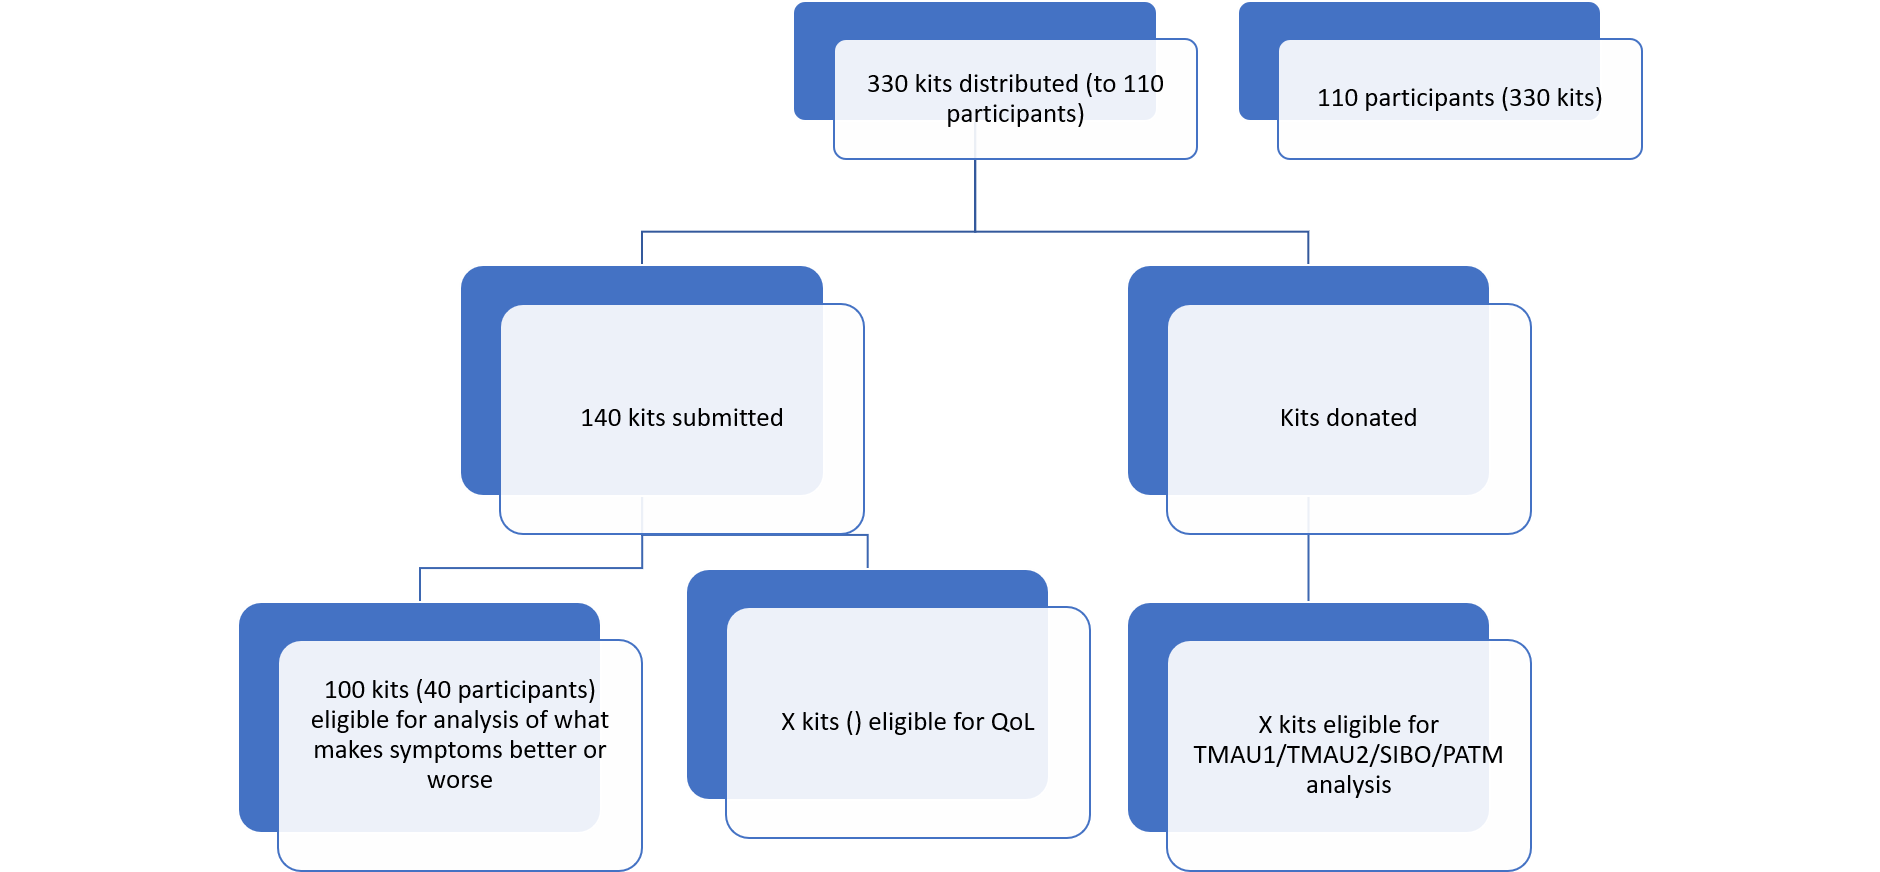 330 kits distributed (to 110
participants)
110 participants (330 kits)
140 kits submitted
Kits donated
100 kits (40 participants)
eligible for analysis of what
makes symptoms better or
worse
X kits () eligible for QoL
X kits eligible for
TMAU1/TMAU2/SIBO/PATM
analysis